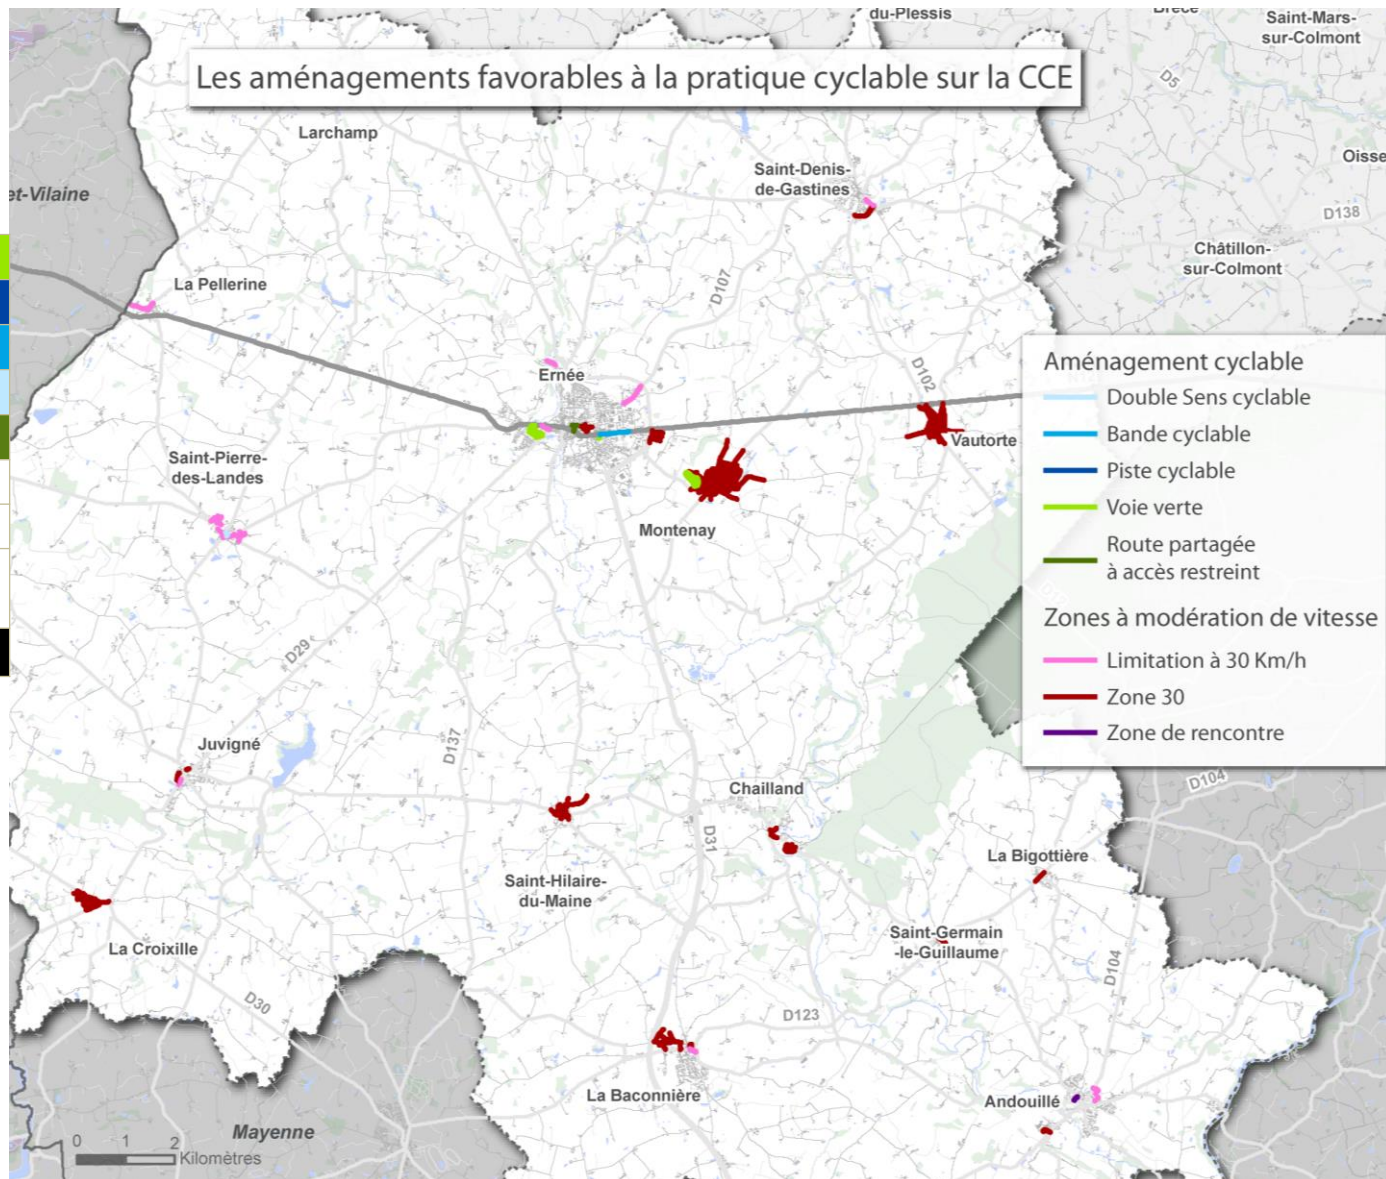 du-Plessis
Brécé
Saint-Mars-
sur-Colmont
Les aménagements favorables à la pratique cyclable sur la CCE
D5
Larchamp
Oisse
Saint-Denis-
de-Gastines
et-Vilaine
D138
Châtillon-
sur-Colmont
La Pellerine
D107
Aménagement cyclable
Double Sens cyclable
Bande cyclable
Piste cyclable
Voie verte
Route partagée
à accès restreint
Zones à modération de vitesse
Limitation à 30 Km/h
Zone 30
Zone de rencontre
Ernée
D102
Vautorte
Saint-Pierre-
des-Landes
Montenay
D29
Juvigné
D137
D104
Chailland
D31
La Bigottière
Saint-Hilaire-
du-Maine
Saint-Germain
-le-Guillaume
La Croixille
D104
D30
D123
La Baconnière
Andouillé
Mayenne
0 1 2
Kilomètres